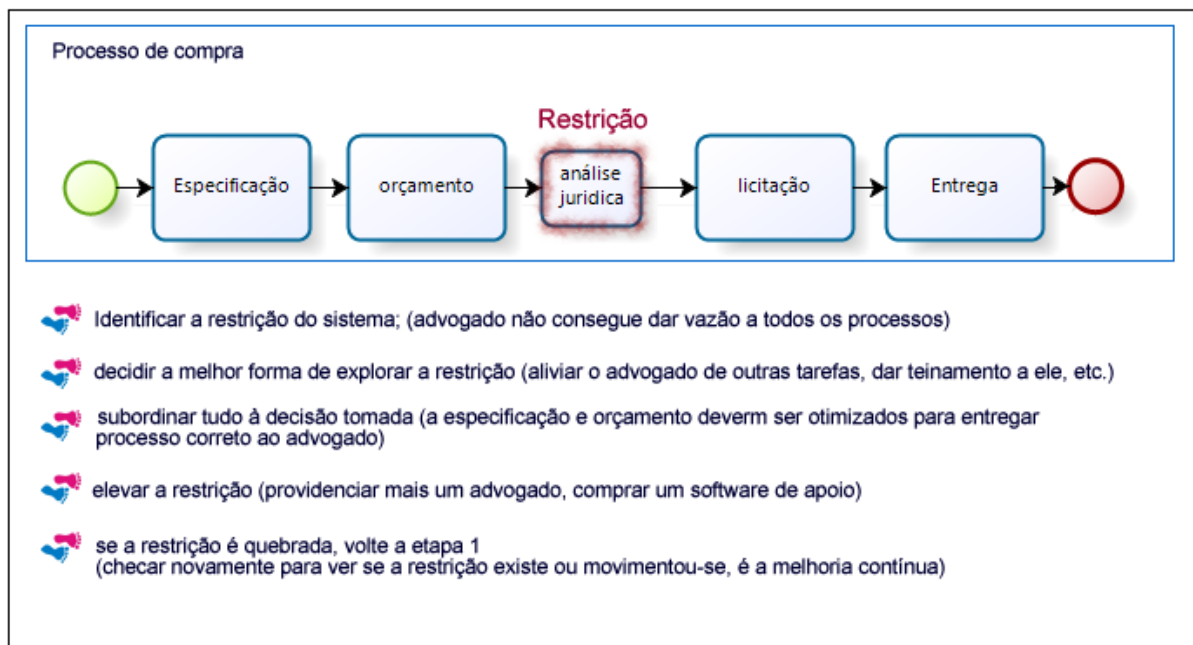 Processo de compra
Restrição
Especificação
orçamento
análise
juridica
licitação
Entrega
Identificar a restrição do sistema; (advogado não consegue dar vazão a todos os processos)
decidir a melhor forma de explorar a restrição (aliviar o advogado de outras tarefas, dar teinamento a ele, etc.)
subordinar tudo à decisão tomada (a especificação e orçamento deverm ser otimizados para entregar
processo correto ao advogado)
elevar a restrição (providenciar mais um advogado, comprar um software de apoio)
se a restrição é quebrada, volte a etapa 1
(checar novamente para ver se a restrição existe ou movimentou-se, é a melhoria contínua)